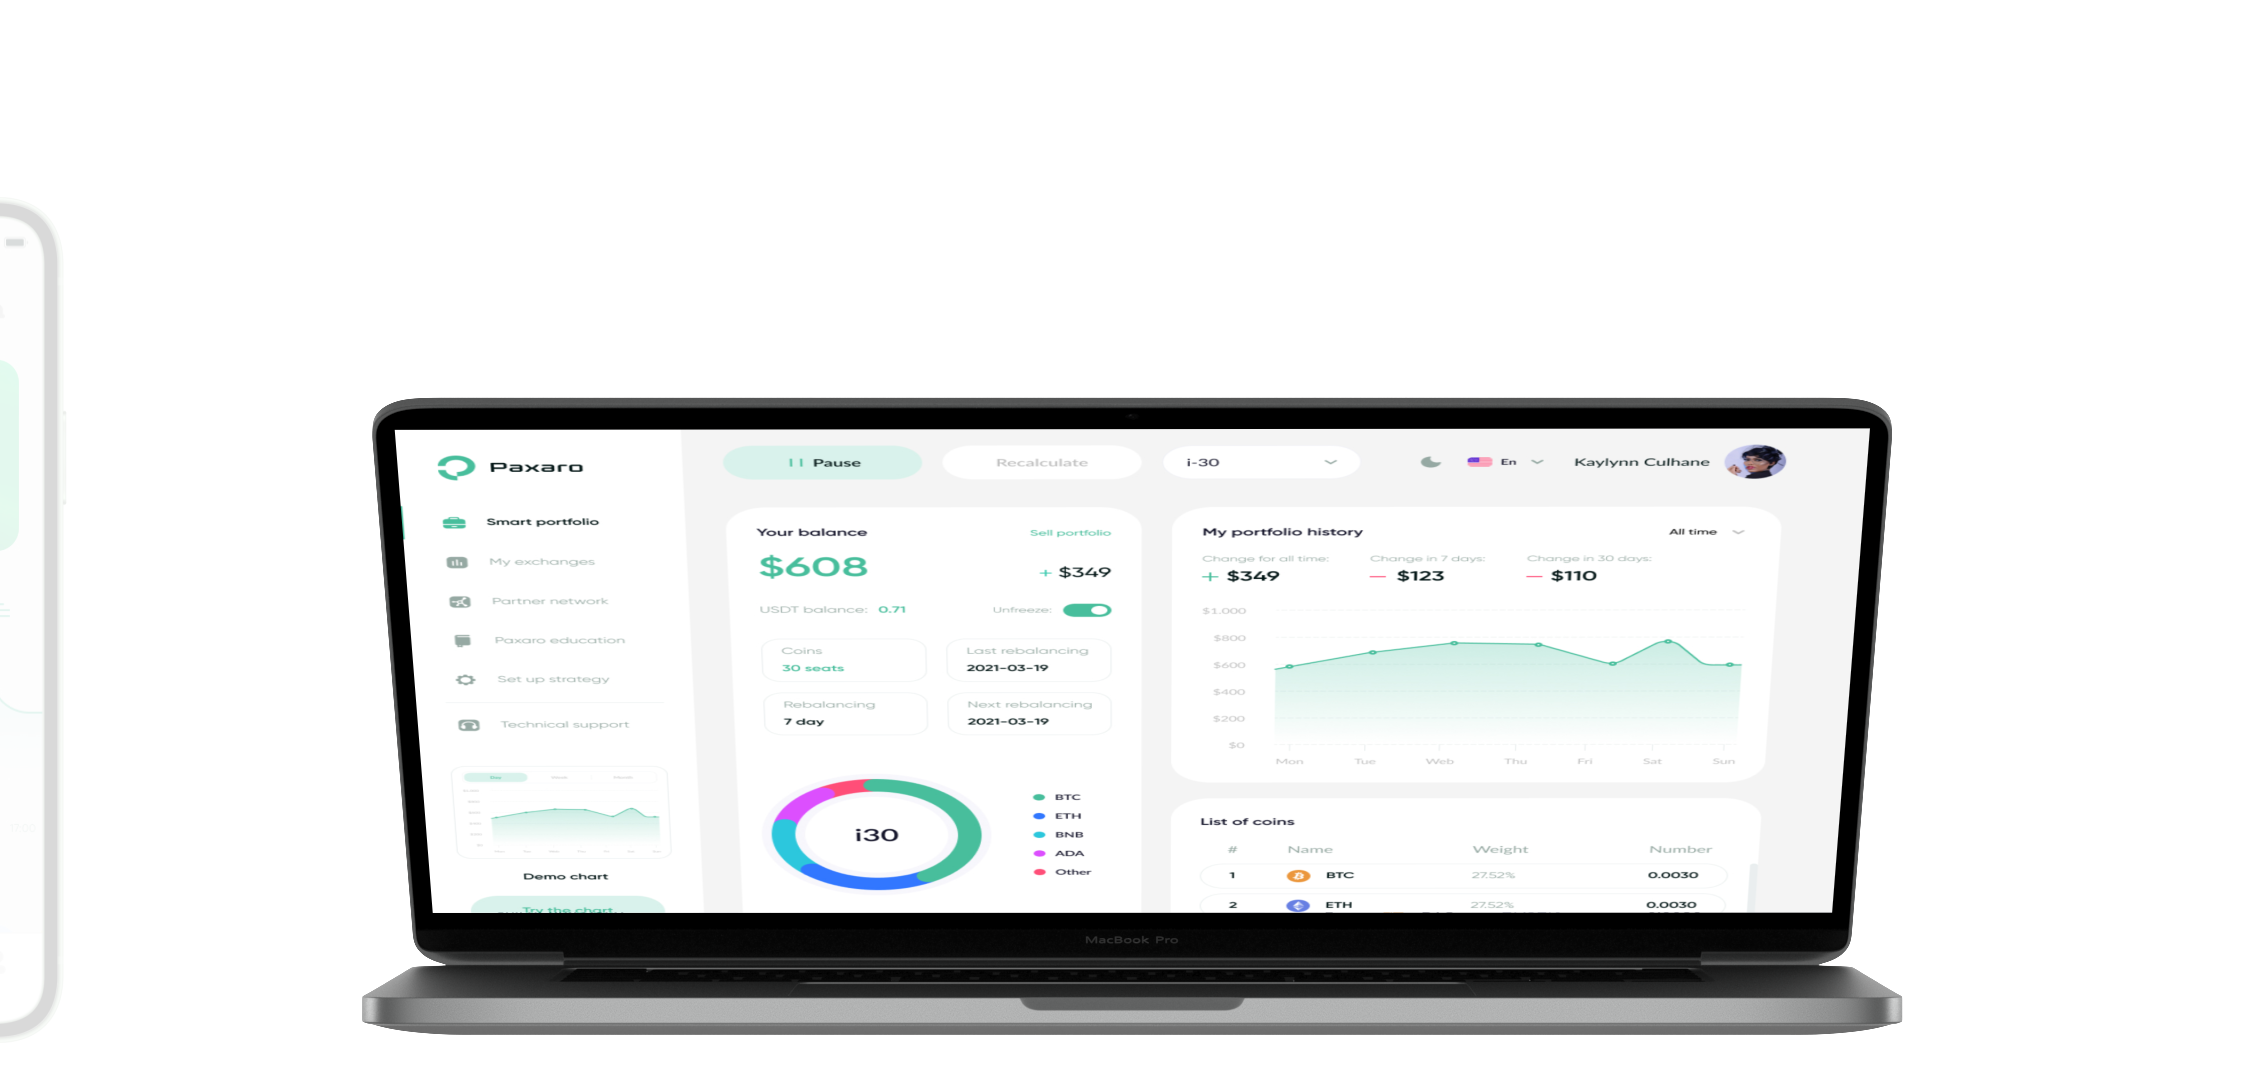 Paxaro
Smart portfolio
My exchanges
Partner network
Paxaro education
Set up strategy
Technical support
Demo chart
Try the chart
Pause
Recalculate
i-30
En
Kaylynn Culhane
Your balance
Sell portfolio
$608
+ $349
USDT balance: 0.71
Unfreeze:
Coins
30 seats
Last rebalancing
2021-03-19
Rebalancing
7 day
Next rebalancing
2021-03-19
i30
BTC
ETH
BNB
ADA
Other
My portfolio history
All time
Change for all time:
+ $349
Change in 7 days:
— $123
Change in 30 days:
— $110
$1.000
$800
$600
$400
$200
$0
Mon Tue Web Thu Fri Sat Sun
List of coins
# Name Weight Number
1 BTC 27.52% 0.0030
2 ETH 27.52% 0.0030
MacBook Pro